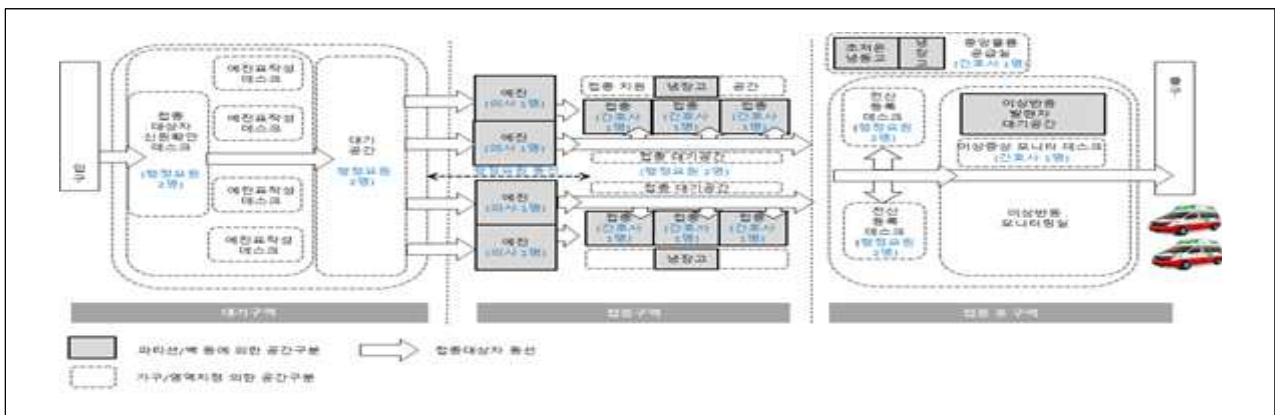 입구
접종
대상자
신원확인
데스크
(행정요원
2명)
예진표작성
데스크
예진표작성
데스크
예진표작성
데스크
예진표작성
데스크
대기
공간
(행정요원
2명)
예진
(의사 1명)
예진
(의사 1명)
예진
(의사 1명)
예진
(의사 1명)
접종 지원
냉장고
공간
접종
(간호사
1명)
접종
(간호사
1명)
접종
(간호사
1명)
접종 대기공간
(행정요원 2명)
접종 대기공간
접종
(간호사
1명)
접종
(간호사
1명)
접종
(간호사
1명)
냉장고
초저온
냉동고
냉
장
고
중앙물품
공급실
(간호사 1명)
전산
등록
데스크
(행정요원
2명)
전산
등록
데스크
(행정요원
2명)
이상반응
발현자
대기공간
이상증상 모니터 데스크
(간호사 1명)
이상반응
모니터링실
출구
대기구역
접종구역
접종 후 구역
파티션/벽 등에 의한 공간구분
접종대상자 동선
가구/영역지정 의한 공간구분